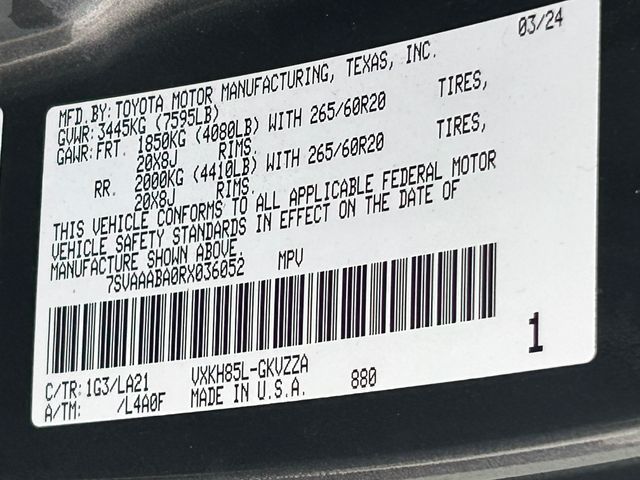 03/24
MFD.BY:TOYOTA MOTOR MANUFACTURING, TEXAS, INC.
GVWR:3445KG (7595LB)
GAWR:FRT. 1850KG (4080LB) WITH 265/60R20 TIRES,
20X8J RIMS.
RR. 2000KG (4410LB) WITH 265/60R20 TIRES,
20X8J RIMS.
THIS VEHICLE CONFORMS TO ALL APPLICABLE FEDERAL MOTOR
VEHICLE SAFETY STANDARDS IN EFFECT ON THE DATE OF
MANUFACTURE SHOWN ABOVE.
7SVAAABA0RX036052 MPV
1
C/TR:1G3/LA21 VXKH85L-GKVZZA
A/TM: /L4A0F MADE IN U.S.A. 880